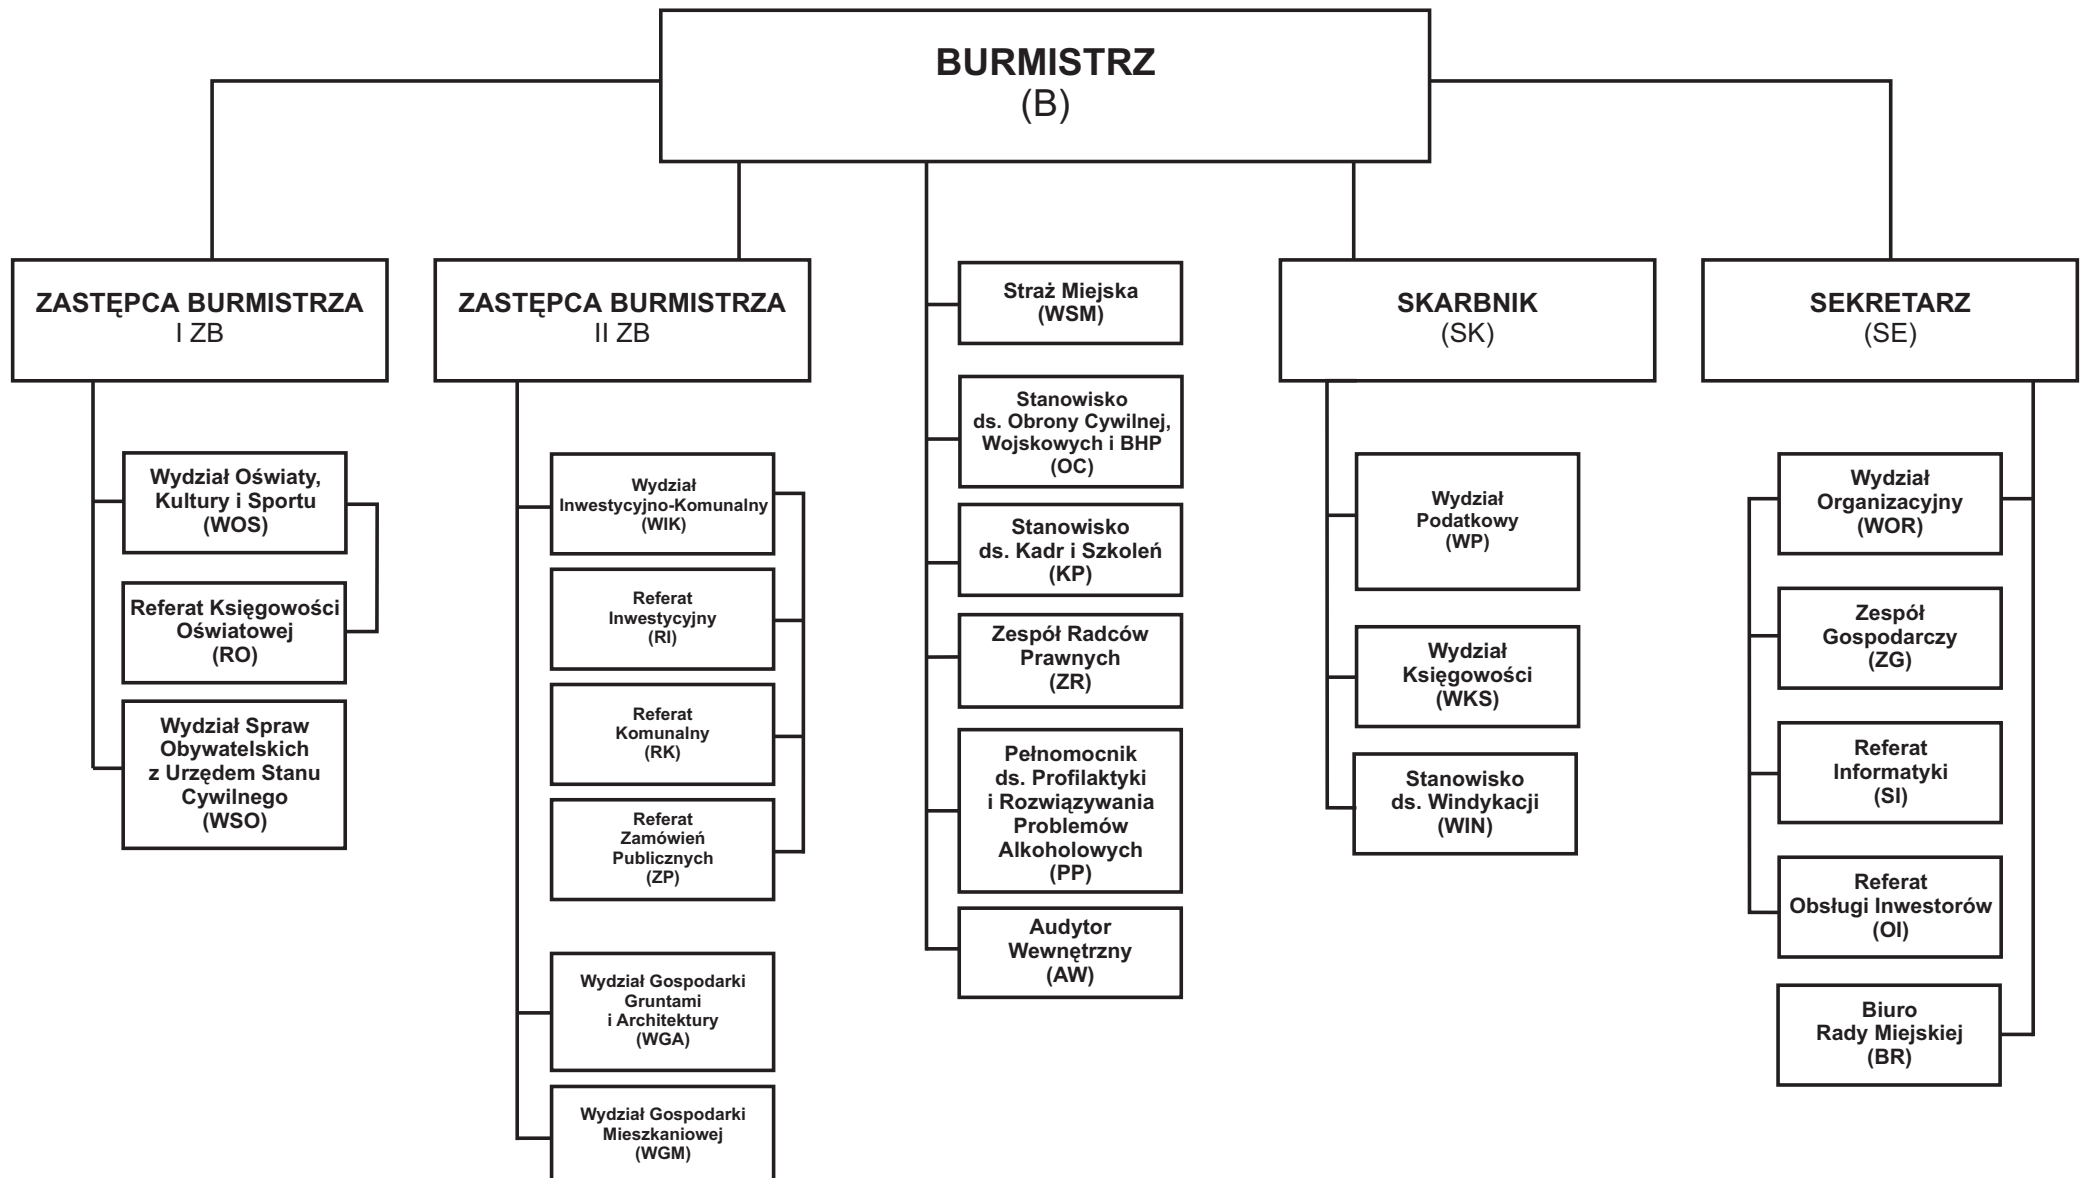 BURMISTRZ
(B)
ZASTĘPCA BURMISTRZA
I ZB
Wydział Oświaty,
Kultury i Sportu
(WOS)
Referat Księgowości
Oświatowej
(RO)
Wydział Spraw
Obywatelskich
z Urzędem Stanu
Cywilnego
(WSO)
ZASTĘPCA BURMISTRZA
II ZB
Wydział
Inwestycyjno-Komunalny
(WIK)
Referat
Inwestycyjny
(RI)
Referat
Komunalny
(RK)
Referat
Zamówień
Publicznych
(ZP)
Wydział Gospodarki
Gruntami
i Architektury
(WGA)
Wydział Gospodarki
Mieszkaniowej
(WGM)
Straż Miejska
(WSM)
Stanowisko
ds. Obrony Cywilnej,
Wojskowych i BHP
(OC)
Stanowisko
ds. Kadr i Szkoleń
(KP)
Zespół Radców
Prawnych
(ZR)
Pełnomocnik
ds. Profilaktyki
i Rozwiązywania
Problemów
Alkoholowych
(PP)
Audytor
Wewnętrzny
(AW)
SKARBNIK
(SK)
Wydział
Podatkowy
(WP)
Wydział
Księgowości
(WKS)
Stanowisko
ds. Windykacji
(WIN)
SEKRETARZ
(SE)
Wydział
Organizacyjny
(WOR)
Zespół
Gospodarczy
(ZG)
Referat
Informatyki
(SI)
Referat
Obsługi Inwestorów
(OI)
Biuro
Rady Miejskiej
(BR)